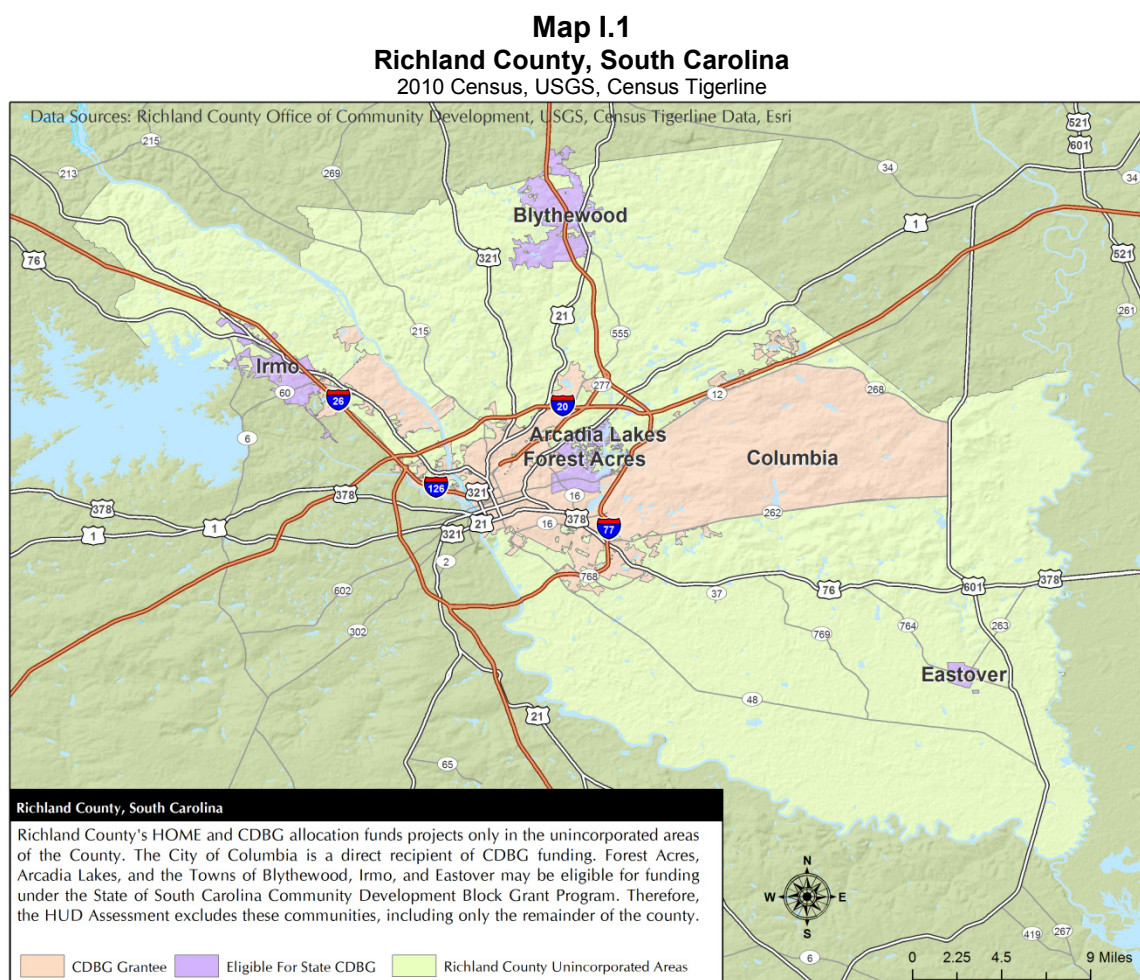 Map I.1
Richland County, South Carolina
2010 Census, USGS, Census Tigerline
Data Sources: Richland County Office of Community Development, USGS, Census Tigerline Data, Esri
521
601
215
213
269
34
34
1
Blythewood
76
321
521
21
215
555
261
Irmo
60
26
277
12
268
20
6
Arcadia Lakes
Forest Acres
Columbia
126
321
378
16
378
1
1
21
16
378
77
262
321
2
768
602
37
76
601
378
302
769
764
263
Eastover
48
21
65
Richland County, South Carolina
Richland County's HOME and CDBG allocation funds projects only in the unincorporated areas
of the County. The City of Columbia is a direct recipient of CDBG funding. Forest Acres,
Arcadia Lakes, and the Towns of Blythewood, Irmo, and Eastover may be eligible for funding
under the State of South Carolina Community Development Block Grant Program. Therefore,
the HUD Assessment excludes these communities, including only the remainder of the county.
CDBG Grantee Eligible For State CDBG Richland County Unincorporated Areas
N
W E
S
419
267
6
0 2.25 4.5 9 Miles